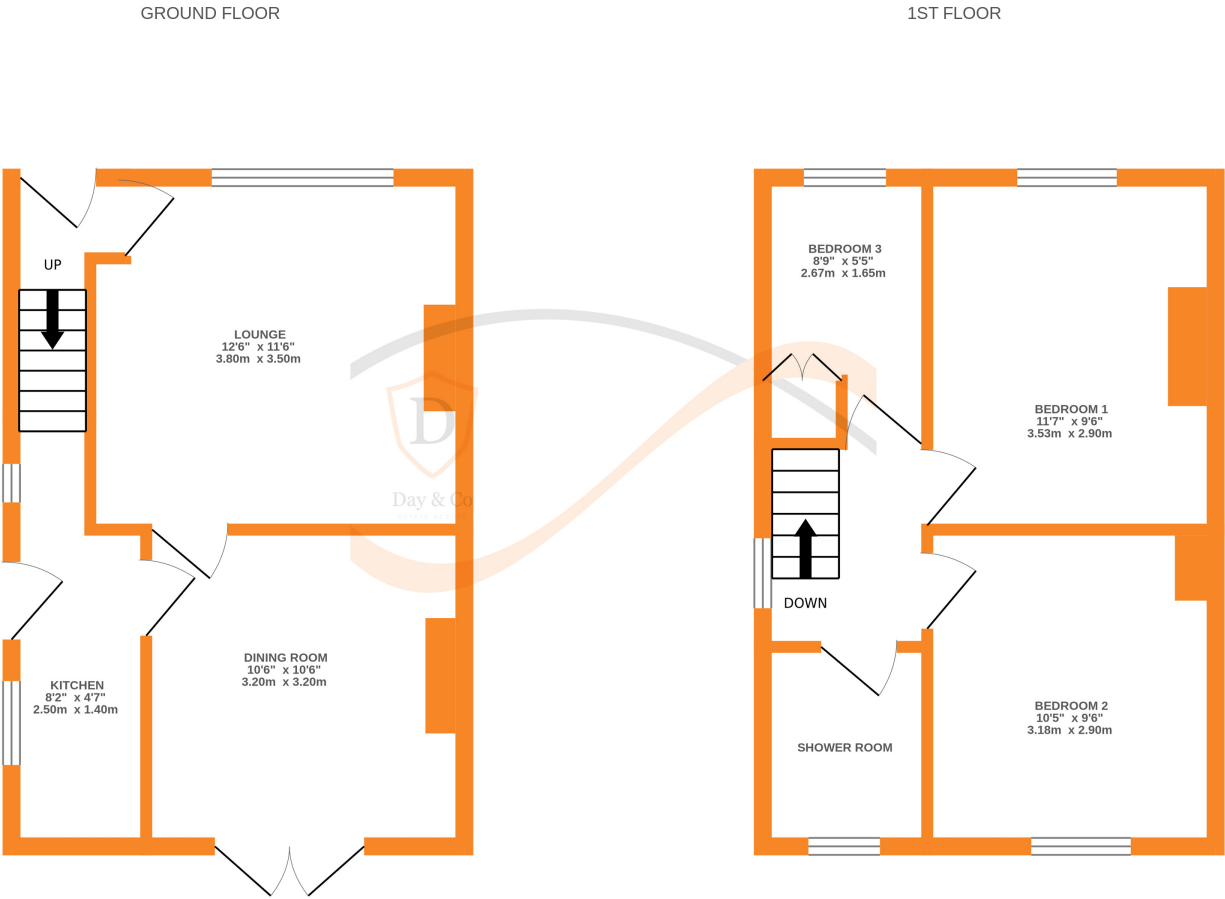 GROUND FLOOR
1ST FLOOR
UP
LOUNGE
12'6" x 11'6"
3.80m x 3.50m
KITCHEN
8'2" x 4'7"
2.50m x 1.40m
DINING ROOM
10'6" x 10'6"
3.20m x 3.20m
D
Day & Co
BEDROOM 3
8'9" x 5'5"
2.67m x 1.65m
BEDROOM 1
11'7" x 9'6"
3.53m x 2.90m
DOWN
BEDROOM 2
10'5" x 9'6"
3.18m x 2.90m
SHOWER ROOM